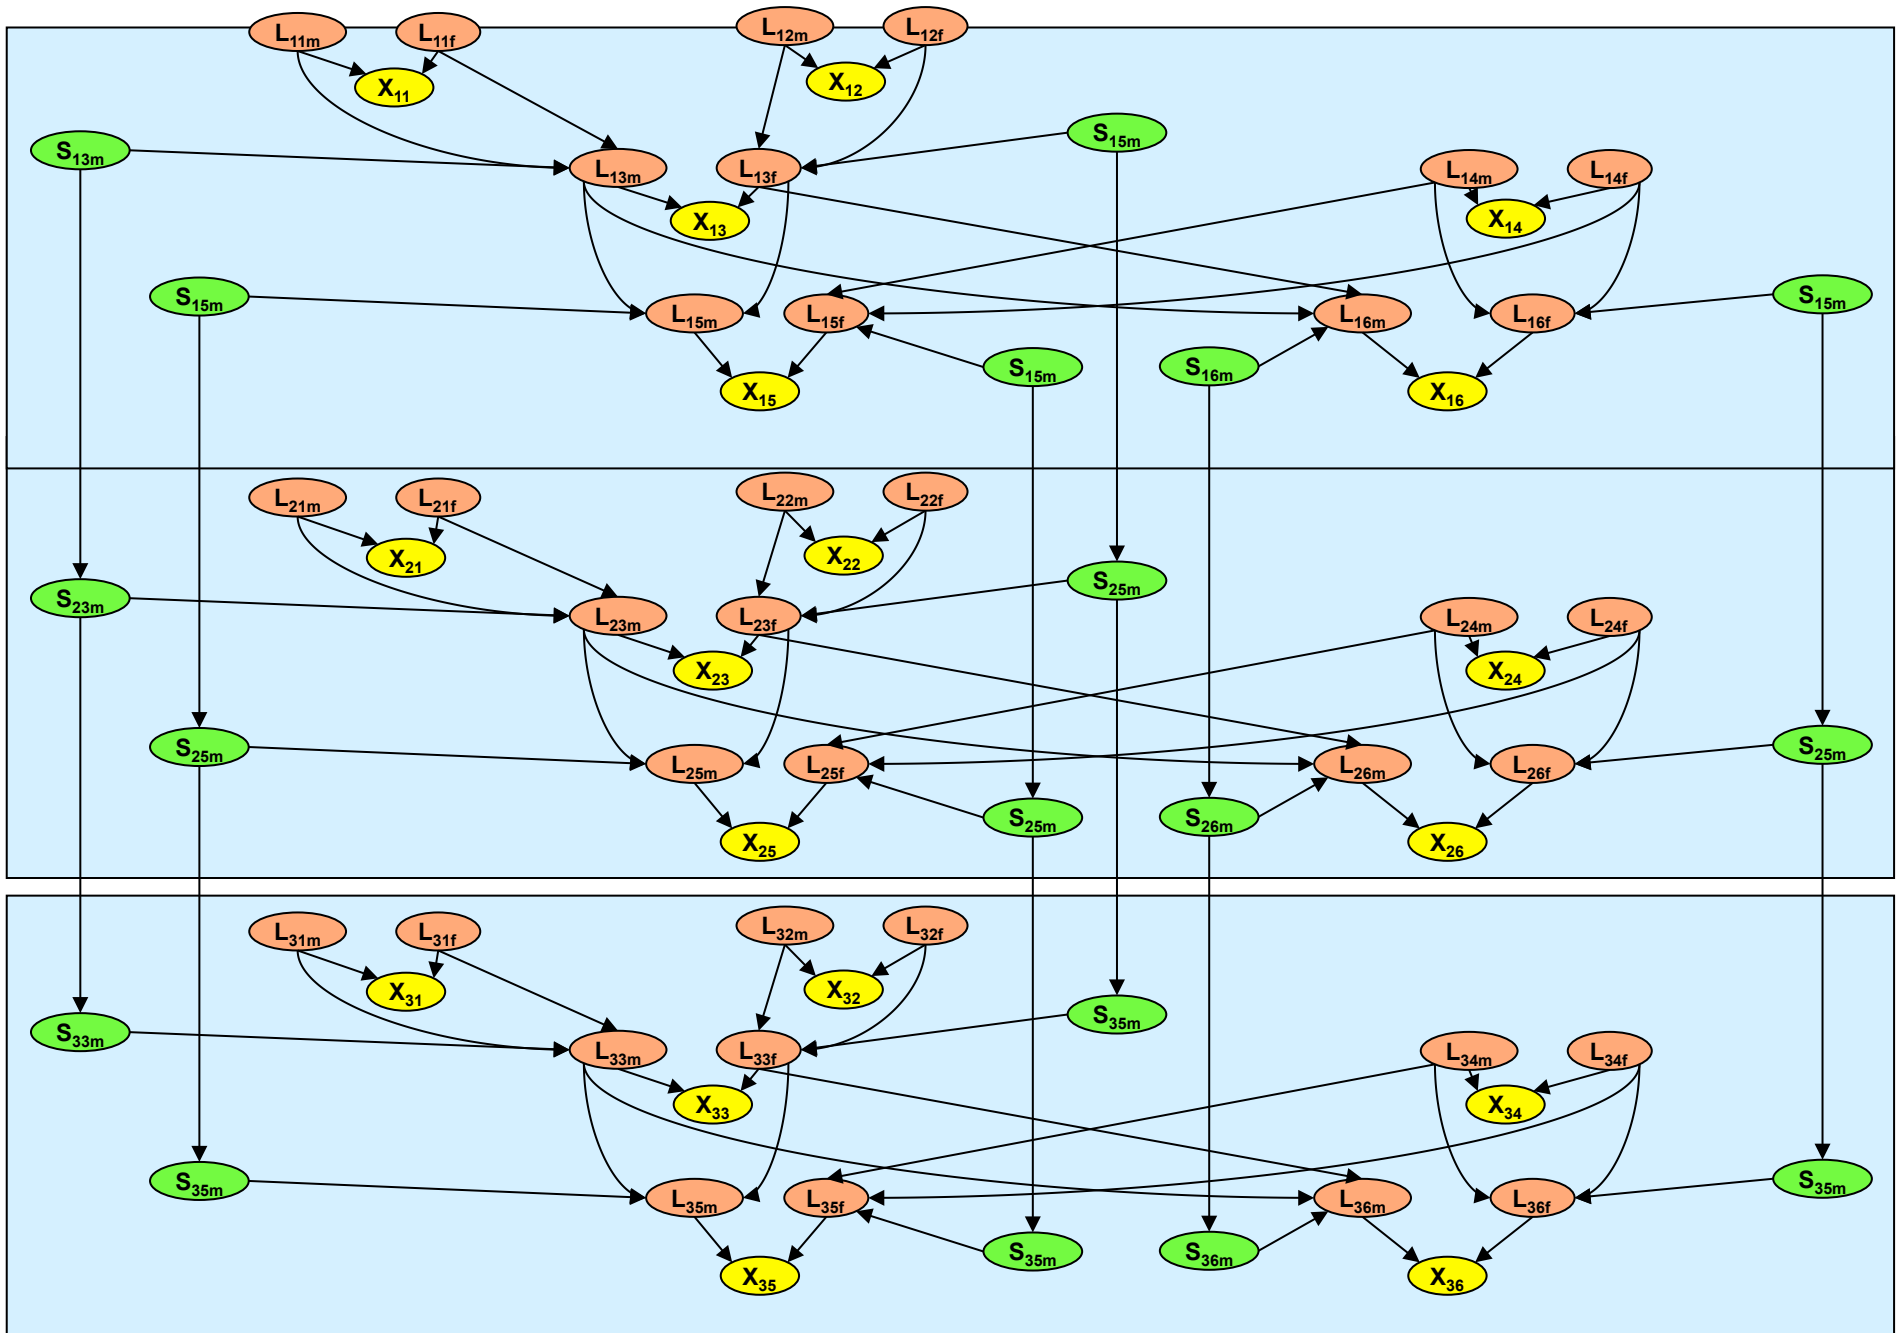 L11m L11f L12m L12f
X11 X12
S13m S15m
L13m L13f L14m L14f
X13 X14
S15m L15m L15f L16m L16f S15m
S15m S16m
X15 X16
L21m L21f L22m L22f
X21 X22
S23m S25m
L23m L23f L24m L24f
X23 X24
S25m L25m L25f L26m L26f S25m
S25m S26m
X25 X26
L31m L31f L32m L32f
X31 X32
S33m S35m
L33m L33f L34m L34f
X33 X34
S35m L35m L35f L36m L36f S35m
S35m S36m
X35 X36